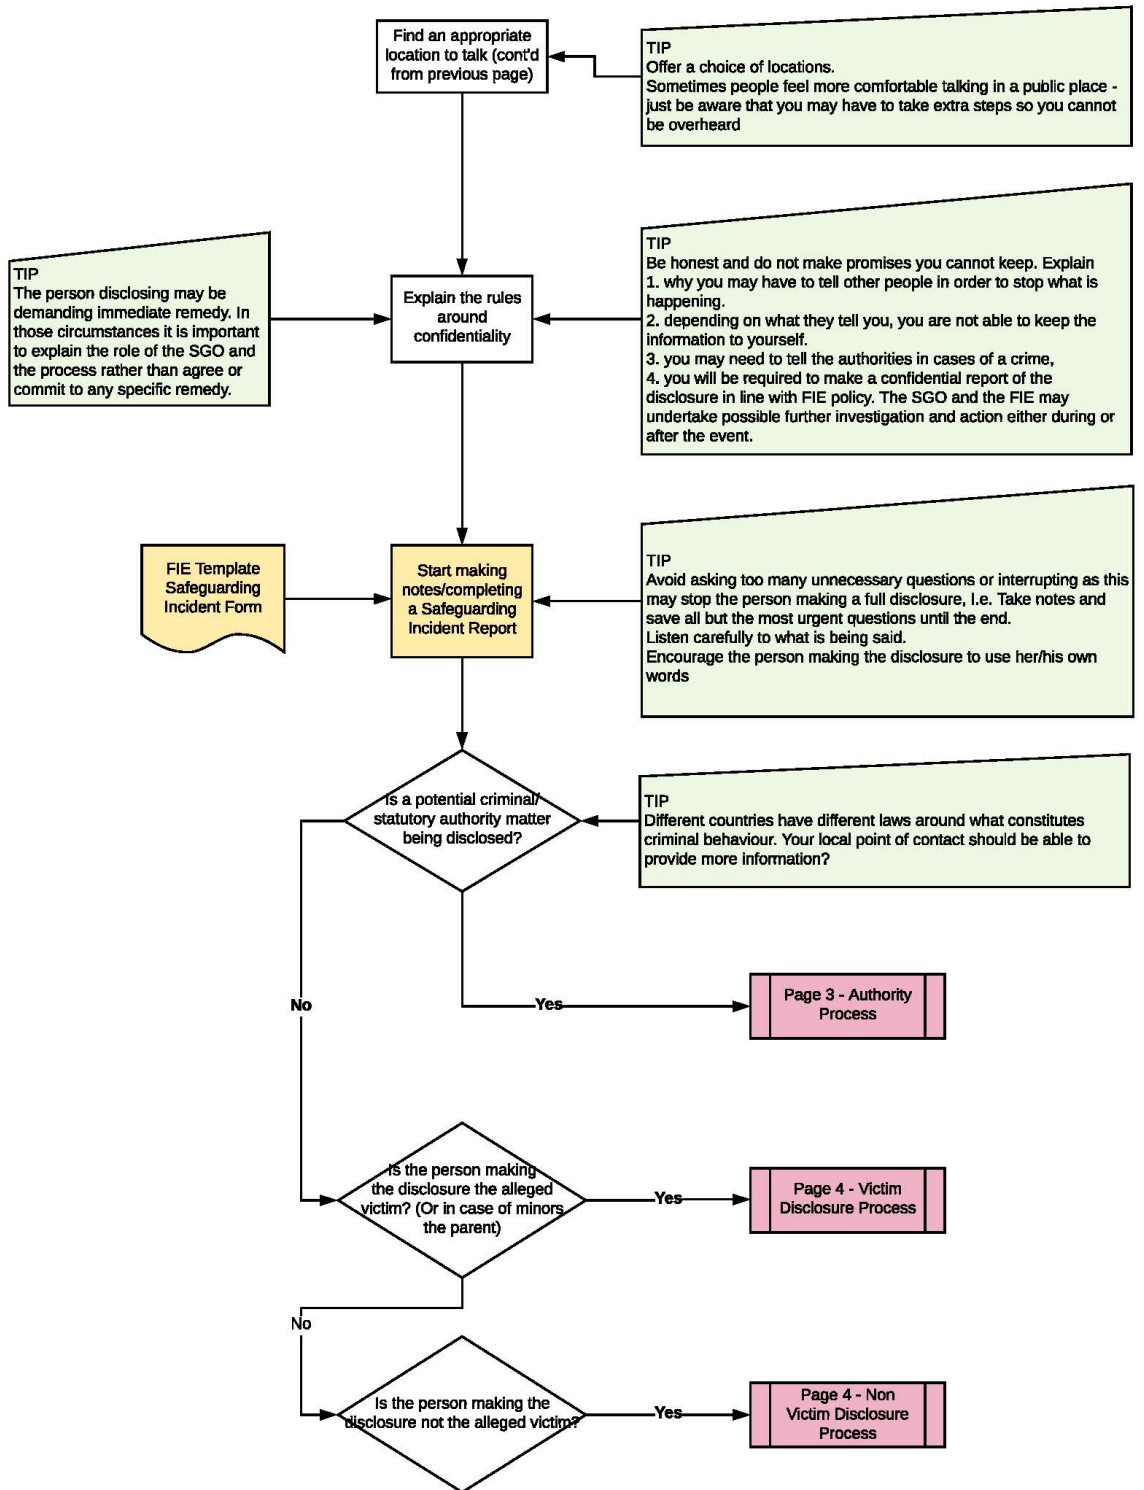 Find an appropriate
location to talk (cont'd
from previous page)
TIP
Offer a choice of locations.
Sometimes people feel more comfortable talking in a public place -
just be aware that you may have to take extra steps so you cannot
be overheard
TIP
The person disclosing may be
demanding immediate remedy. In
those circumstances it is important
to explain the role of the SGO and
the process rather than agree or
commit to any specific remedy.
Explain the rules
around
confidentiality
TIP
Be honest and do not make promises you cannot keep. Explain
1. why you may have to tell other people in order to stop what is
happening.
2. depending on what they tell you, you are not able to keep the
information to yourself.
3. you may need to tell the authorities in cases of a crime,
4. you will be required to make a confidential report of the
disclosure in line with FIE policy. The SGO and the FIE may
undertake possible further investigation and action either during or
after the event.
FIE Template
Safeguarding
Incident Form
Start making
notes/completing
a Safeguarding
Incident Report
TIP
Avoid asking too many unnecessary questions or interrupting as this
may stop the person making a full disclosure, I.e. Take notes and
save all but the most urgent questions until the end.
Listen carefully to what is being said.
Encourage the person making the disclosure to use her/his own
words
Is a potential criminal/
statutory authority matter
being disclosed?
TIP
Different countries have different laws around what constitutes
criminal behaviour. Your local point of contact should be able to
provide more information?
No
Yes
Page 3 - Authority
Process
Is the person making
the disclosure the alleged
victim? (Or in case of minors
the parent)
Yes
Page 4 - Victim
Disclosure Process
No
Is the person making the
disclosure not the alleged victim?
Yes
Page 4 - Non
Victim Disclosure
Process